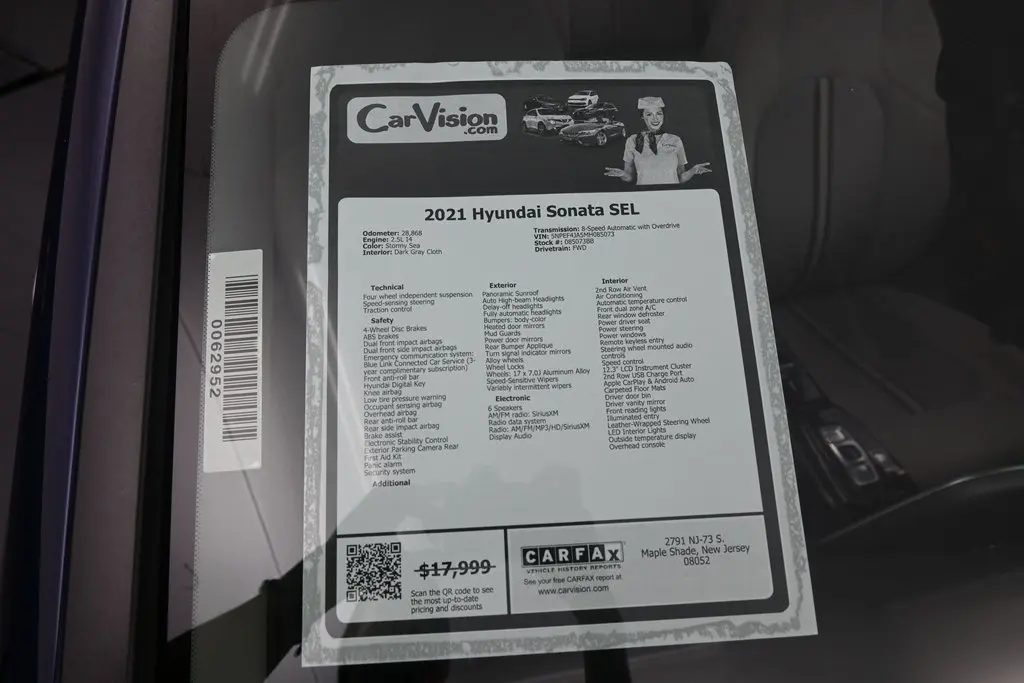 CarVision
.com
2021 Hyundai Sonata SEL
Odometer: 28,868
Engine: 2.5L I4
Color: Stormy Sea
Interior: Dark Gray Cloth
Transmission: 8-Speed Automatic with Overdrive
VIN: 5NPEF4JA5MH085073
Stock #: 085073BB
Drivetrain: FWD
Technical
Four wheel independent suspension
Speed-sensing steering
Traction control
Safety
4-Wheel Disc Brakes
ABS brakes
Dual front impact airbags
Dual front side impact airbags
Emergency communication system:
Blue Link Connected Car Service (3-
year complimentary subscription)
Front anti-roll bar
Hyundai Digital Key
Knee airbag
Low tire pressure warning
Occupant sensing airbag
Overhead airbag
Rear anti-roll bar
Rear side impact airbag
Brake assist
Electronic Stability Control
Exterior Parking Camera Rear
First Aid Kit
Panic alarm
Security system
Additional
Exterior
Panoramic Sunroof
Auto High-beam Headlights
Delay-off headlights
Fully automatic headlights
Bumpers: body-color
Heated door mirrors
Mud Guards
Power door mirrors
Rear Bumper Applique
Turn signal indicator mirrors
Alloy wheels
Wheel Locks
Wheels: 17 x 7.0J Aluminum Alloy
Speed-Sensitive Wipers
Variably intermittent wipers
Electronic
6 Speakers
AM/FM radio: SiriusXM
Radio data system
Radio: AM/FM/MP3/HD/SiriusXM
Display Audio
Interior
2nd Row Air Vent
Air Conditioning
Automatic temperature control
Front dual zone A/C
Rear window defroster
Power driver seat
Power steering
Power windows
Remote keyless entry
Steering wheel mounted audio
controls
Speed control
12.3" LCD Instrument Cluster
2nd Row USB Charge Port
Apple CarPlay & Android Auto
Carpeted Floor Mats
Driver door bin
Driver vanity mirror
Front reading lights
Illuminated entry
Leather-Wrapped Steering Wheel
LED Interior Lights
Outside temperature display
Overhead console
0062952
$17,999
Scan the QR code to see
the most up-to-date
pricing and discounts
CARFAX
VEHICLE HISTORY REPORTS
See your free CARFAX report at
www.carvision.com
2791 NJ-73 S.
Maple Shade, New Jersey
08052